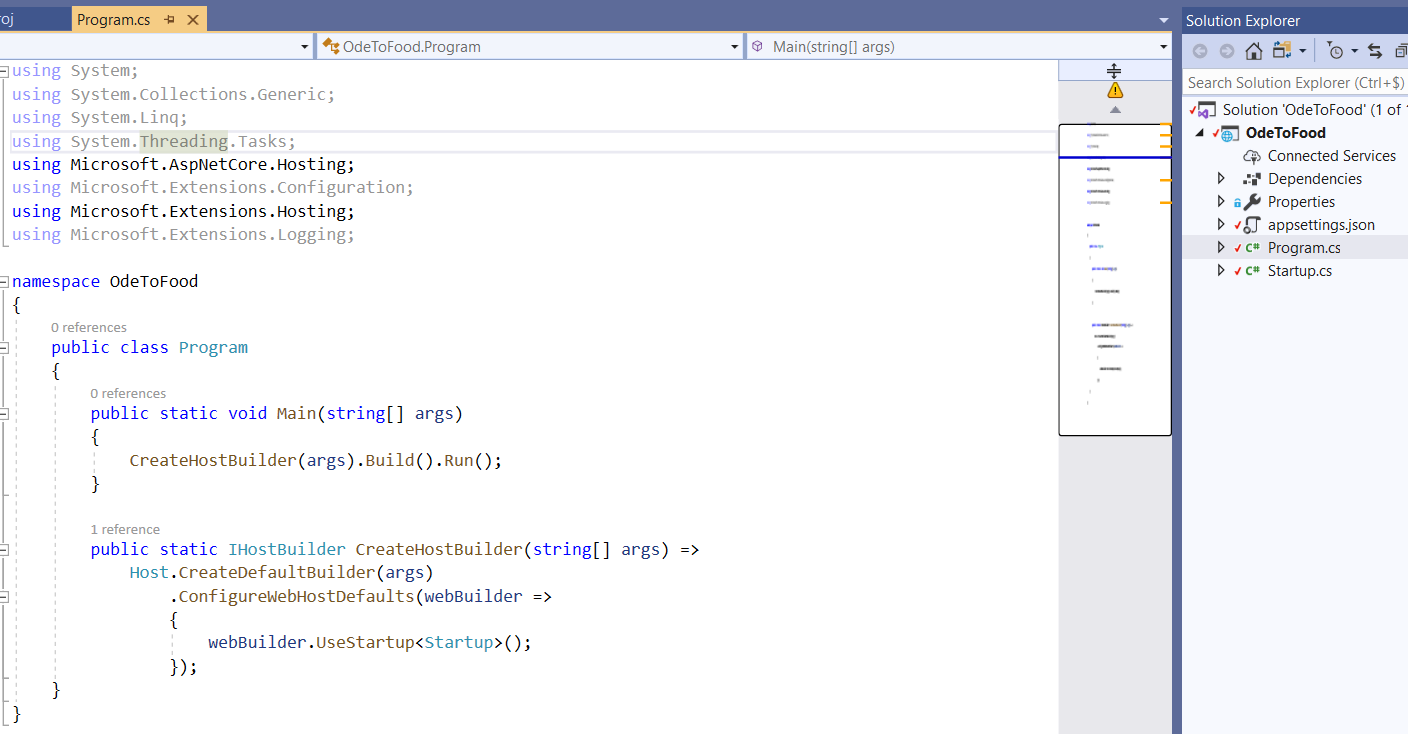 roj
Program.cs
OdeToFood.Program
Main(string[] args)
using System;
using System.Collections.Generic;
using System.Linq;
using System.Threading.Tasks;
using Microsoft.AspNetCore.Hosting;
using Microsoft.Extensions.Configuration;
using Microsoft.Extensions.Hosting;
using Microsoft.Extensions.Logging;
namespace OdeToFood
{
0 references
public class Program
{
0 references
public static void Main(string[] args)
{
CreateHostBuilder(args).Build().Run();
}
1 reference
public static IHostBuilder CreateHostBuilder(string[] args) =>
Host.CreateDefaultBuilder(args)
.ConfigureWebHostDefaults(webBuilder =>
{
webBuilder.UseStartup<Startup>();
});
}
}
Solution Explorer
Search Solution Explorer (Ctrl+$)
Solution 'OdeToFood' (1 of
OdeToFood
Connected Services
Dependencies
Properties
appsettings.json
C# Program.cs
C# Startup.cs